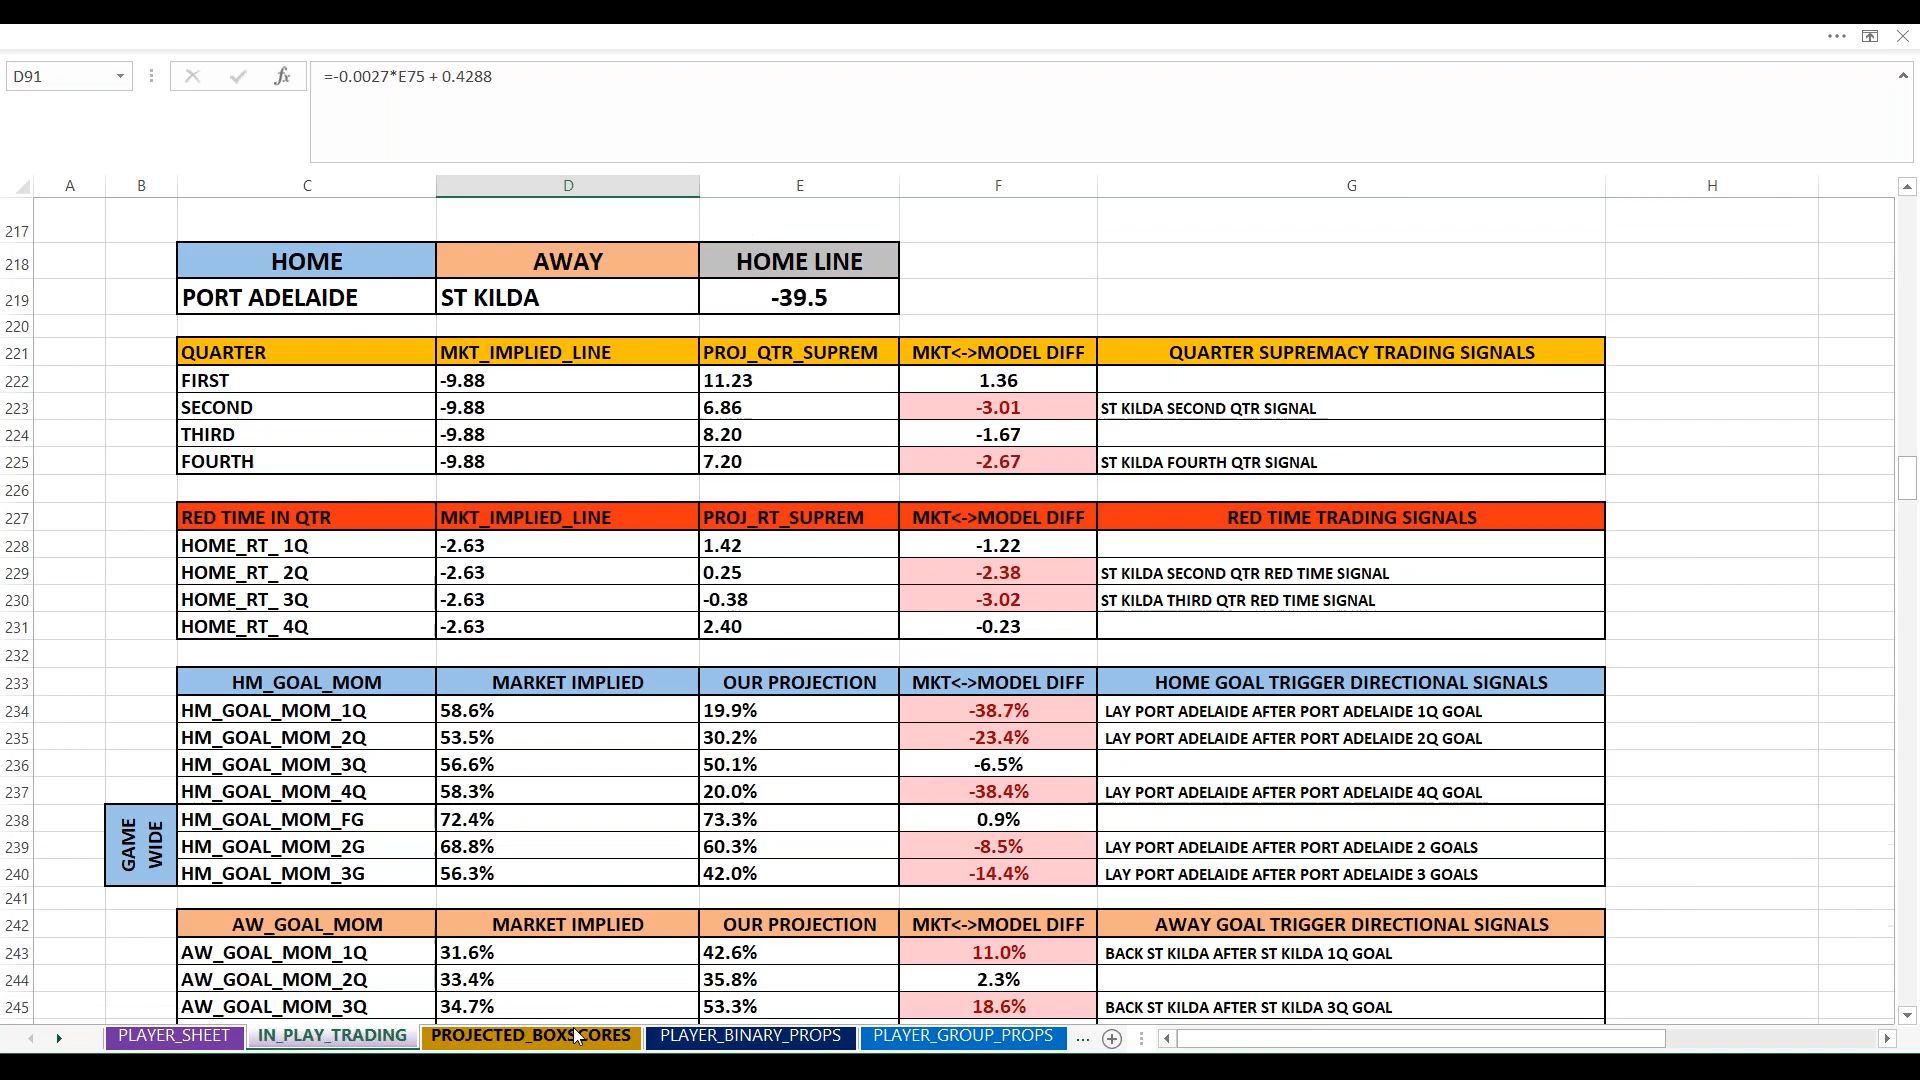 D91
fx
=-0.0027*E75 + 0.4288
A B C D E F G H
217
218 HOME AWAY HOME LINE
219 PORT ADELAIDE ST KILDA -39.5
220
221 QUARTER MKT_IMPLIED_LINE PROJ_QTR_SUPREM MKT<->MODEL DIFF QUARTER SUPREMACY TRADING SIGNALS
222 FIRST -9.88 11.23 1.36
223 SECOND -9.88 6.86 -3.01 ST KILDA SECOND QTR SIGNAL
224 THIRD -9.88 8.20 -1.67
225 FOURTH -9.88 7.20 -2.67 ST KILDA FOURTH QTR SIGNAL
226
227 RED TIME IN QTR MKT_IMPLIED_LINE PROJ_RT_SUPREM MKT<->MODEL DIFF RED TIME TRADING SIGNALS
228 HOME_RT_ 1Q -2.63 1.42 -1.22
229 HOME_RT_ 2Q -2.63 0.25 -2.38 ST KILDA SECOND QTR RED TIME SIGNAL
230 HOME_RT_ 3Q -2.63 -0.38 -3.02 ST KILDA THIRD QTR RED TIME SIGNAL
231 HOME_RT_ 4Q -2.63 2.40 -0.23
232
233 HM_GOAL_MOM MARKET IMPLIED OUR PROJECTION MKT<->MODEL DIFF HOME GOAL TRIGGER DIRECTIONAL SIGNALS
234 HM_GOAL_MOM_1Q 58.6% 19.9% -38.7% LAY PORT ADELAIDE AFTER PORT ADELAIDE 1Q GOAL
235 HM_GOAL_MOM_2Q 53.5% 30.2% -23.4% LAY PORT ADELAIDE AFTER PORT ADELAIDE 2Q GOAL
236 HM_GOAL_MOM_3Q 56.6% 50.1% -6.5%
237 HM_GOAL_MOM_4Q 58.3% 20.0% -38.4% LAY PORT ADELAIDE AFTER PORT ADELAIDE 4Q GOAL
GAME WIDE
238 HM_GOAL_MOM_FG 72.4% 73.3% 0.9%
239 HM_GOAL_MOM_2G 68.8% 60.3% -8.5% LAY PORT ADELAIDE AFTER PORT ADELAIDE 2 GOALS
240 HM_GOAL_MOM_3G 56.3% 42.0% -14.4% LAY PORT ADELAIDE AFTER PORT ADELAIDE 3 GOALS
241
242 AW_GOAL_MOM MARKET IMPLIED OUR PROJECTION MKT<->MODEL DIFF AWAY GOAL TRIGGER DIRECTIONAL SIGNALS
243 AW_GOAL_MOM_1Q 31.6% 42.6% 11.0% BACK ST KILDA AFTER ST KILDA 1Q GOAL
244 AW_GOAL_MOM_2Q 33.4% 35.8% 2.3%
245 AW_GOAL_MOM_3Q 34.7% 53.3% 18.6% BACK ST KILDA AFTER ST KILDA 3Q GOAL
PLAYER_SHEET IN_PLAY_TRADING PROJECTED_BOXSCORES PLAYER_BINARY_PROPS PLAYER_GROUP_PROPS ...